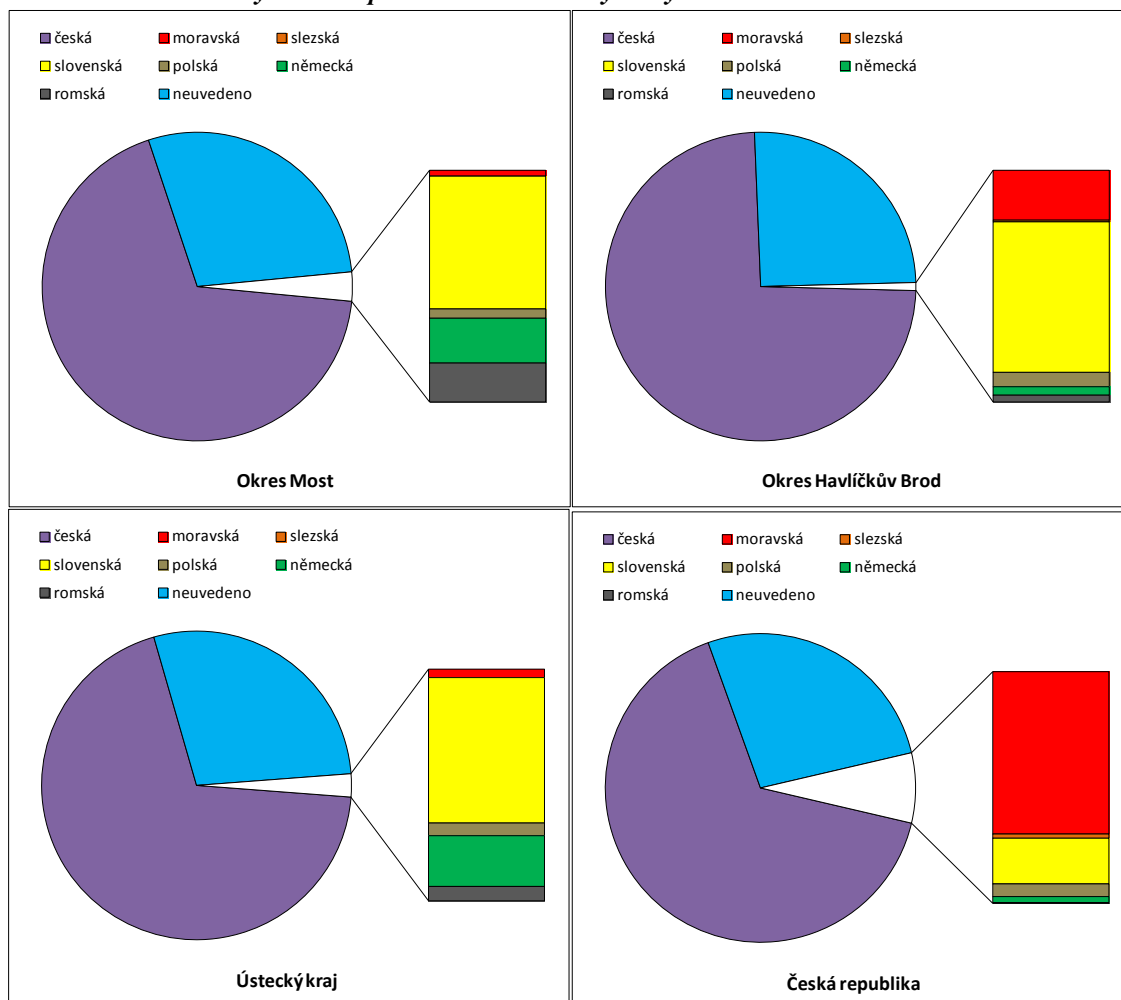 česká moravská slezská
slovenská polská německá
romská neuvedeno
Okres Most
česká moravská slezská
slovenská polská německá
romská neuvedeno
Okres Havlíčkův Brod
česká moravská slezská
slovenská polská německá
romská neuvedeno
Ústecký kraj
česká moravská slezská
slovenská polská německá
romská neuvedeno
Česká republika